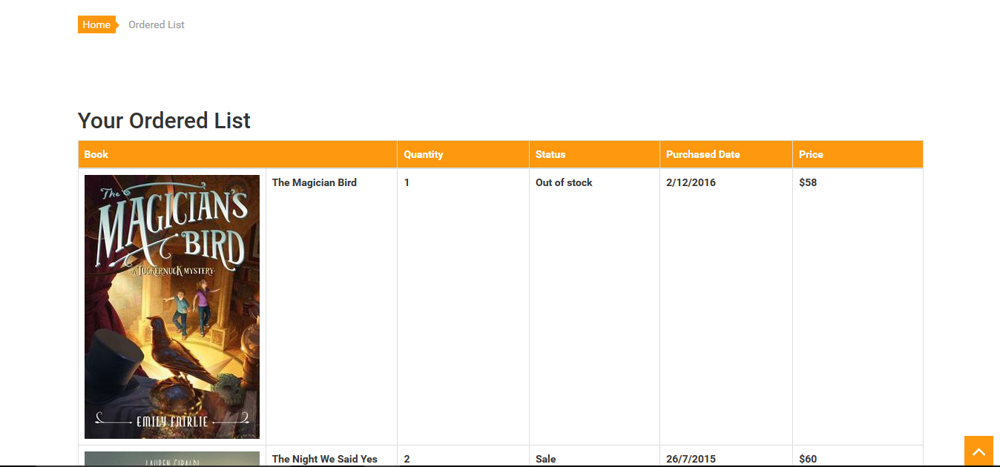 Home Ordered List
Your Ordered List
Book Quantity Status Purchased Date Price
The
MAGICIAN'S
BIRD
A TUCKERNUCK MYSTERY
EMILY FAIRLIE
The Magician Bird 1 Out of stock 2/12/2016 $58
LAUREN GIBALDI
The Night We Said Yes 2 Sale 26/7/2015 $60